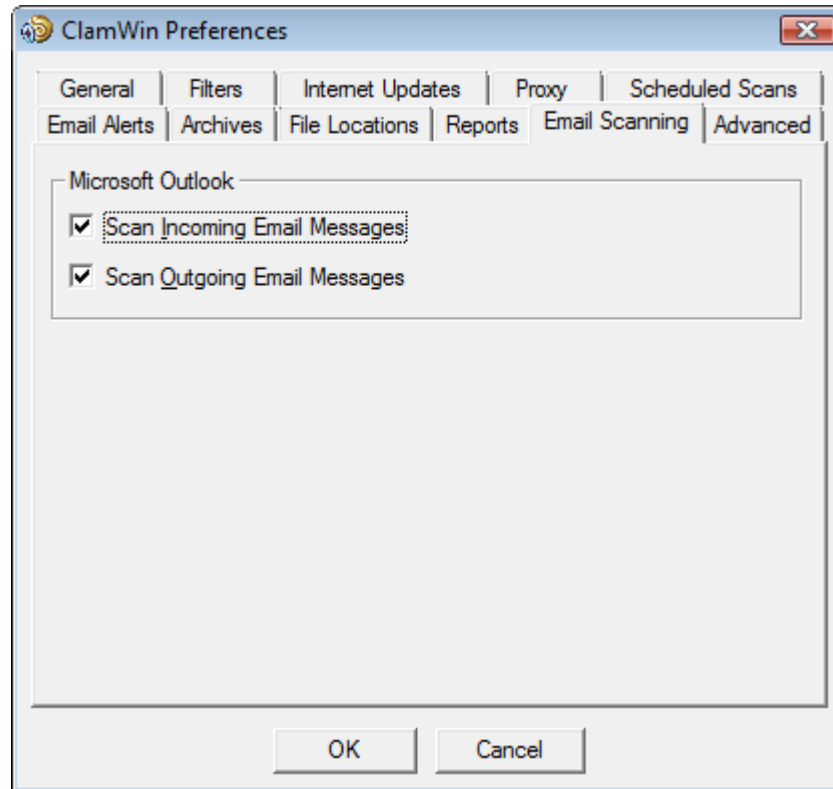 ClamWin Preferences
General Filters Internet Updates Proxy Scheduled Scans
Email Alerts Archives File Locations Reports Email Scanning Advanced
Microsoft Outlook
Scan Incoming Email Messages
Scan Outgoing Email Messages
OK Cancel